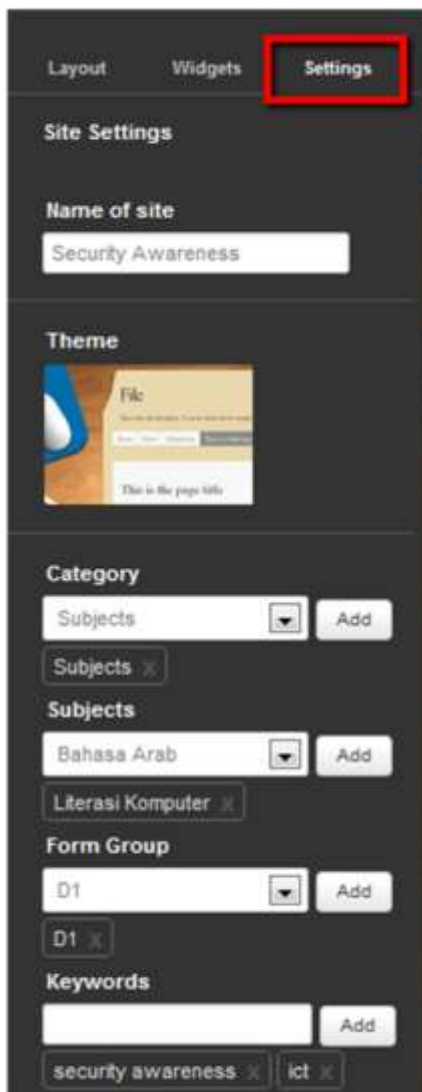 Layout Widgets Settings
Site Settings
Name of site
Security Awareness
Theme
File
This is the page title
Category
Subjects Add
Subjects x
Subjects
Bahasa Arab Add
Literasi Komputer x
Form Group
D1 Add
D1 x
Keywords
Add
security awareness x ict x